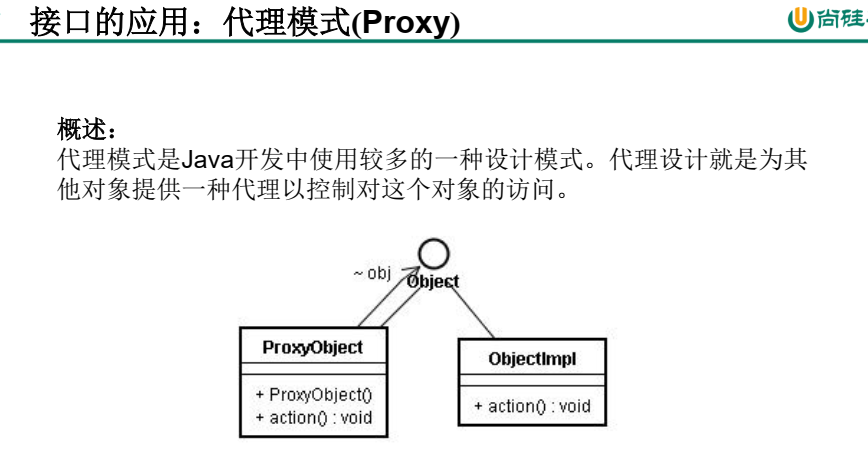 接口的应用：代理模式(Proxy)
尚硅
概述：
代理模式是Java开发中使用较多的一种设计模式。代理设计就是为其
他对象提供一种代理以控制对这个对象的访问。
~ obj
Object
ProxyObject
+ ProxyObject()
+ action() : void
ObjectImpl
+ action() : void